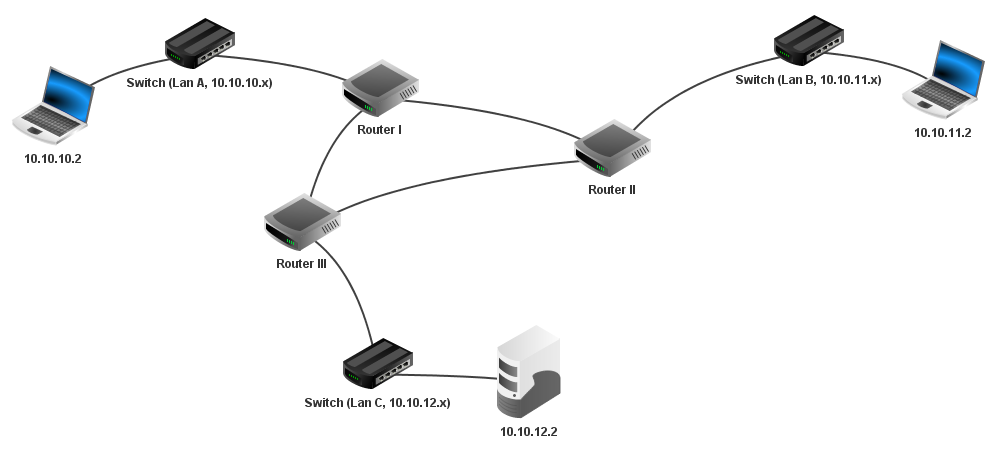 Switch (Lan A, 10.10.10.x)
Switch (Lan B, 10.10.11.x)
10.10.10.2
Router I
10.10.11.2
Router II
Router III
Switch (Lan C, 10.10.12.x)
10.10.12.2